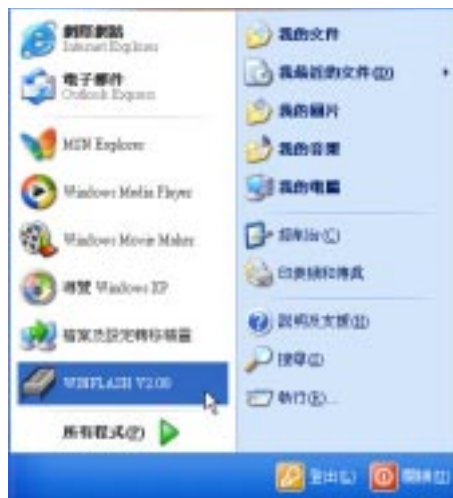 網際網路
Internet Explorer
電子郵件
Outlook Express
MSN Explorer
Windows Media Player
Windows Movie Maker
導覽 Windows XP
檔案及設定轉移精靈
WINFLASH V2.00
所有程式(P)
我的文件
我最近的文件(D)
我的圖片
我的音樂
我的電腦
控制台(C)
印表機和傳真
說明及支援(H)
搜尋(S)
執行(R)...
登出(L)
關機(U)